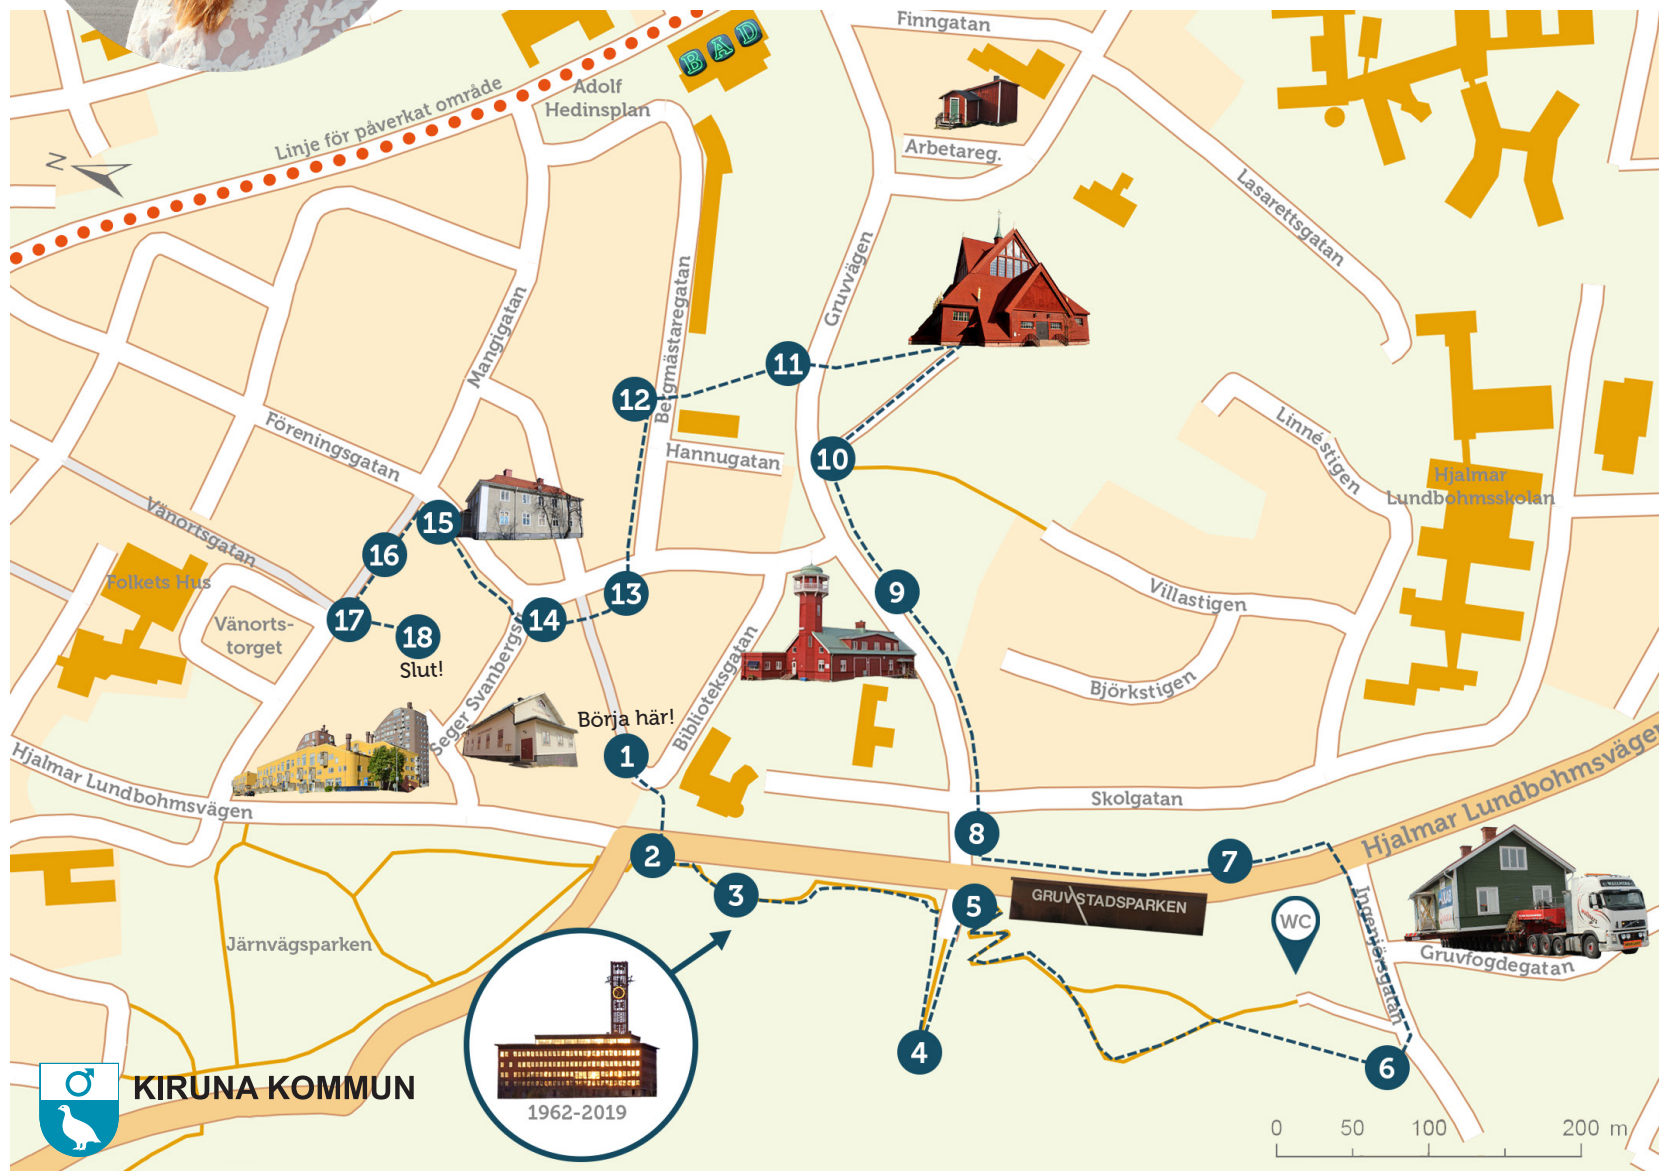 Finngatan
BAD
Adolf
Hedinsplan
Linje för påverkat område
N
Arbetareg.
Lasarettsgatan
Gruvvägen
Bergmästaregatan
Mangigatan
11
12
Föreningsgatan
Hannugatan
10
Linnéstigen
Hjalmar
Lundbohmsskolan
Vänortsgatan
15
16
Folkets Hus
Villastigen
9
13
14
17
18
Slut!
Vänorts-
torget
Björkstigen
Seger Svanbergsg.
Biblioteksgatan
Börja här!
1
Hjalmar Lundbohmsvägen
Skolgatan
Hjalmar Lundbohmsvägen
8
2
7
3
5
GRUVSTADSPARKEN
WC
Ingenjörsgatan
Gruvfogdegatan
Järnvägsparken
4
6
KIRUNA KOMMUN
1962-2019
0 50 100 200 m